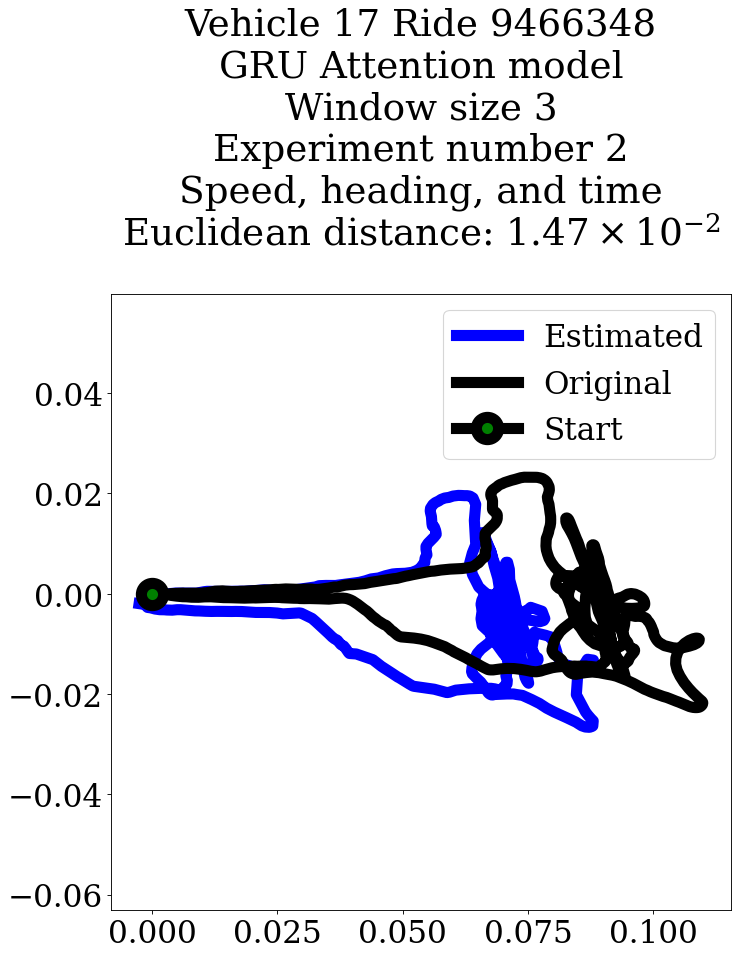 Vehicle 17 Ride 9466348
GRU Attention model
Window size 3
Experiment number 2
Speed, heading, and time
Euclidean distance: 1.47 × 10⁻²
Estimated
Original
Start
0.04
0.02
0.00
−0.02
−0.04
−0.06
0.000 0.025 0.050 0.075 0.100